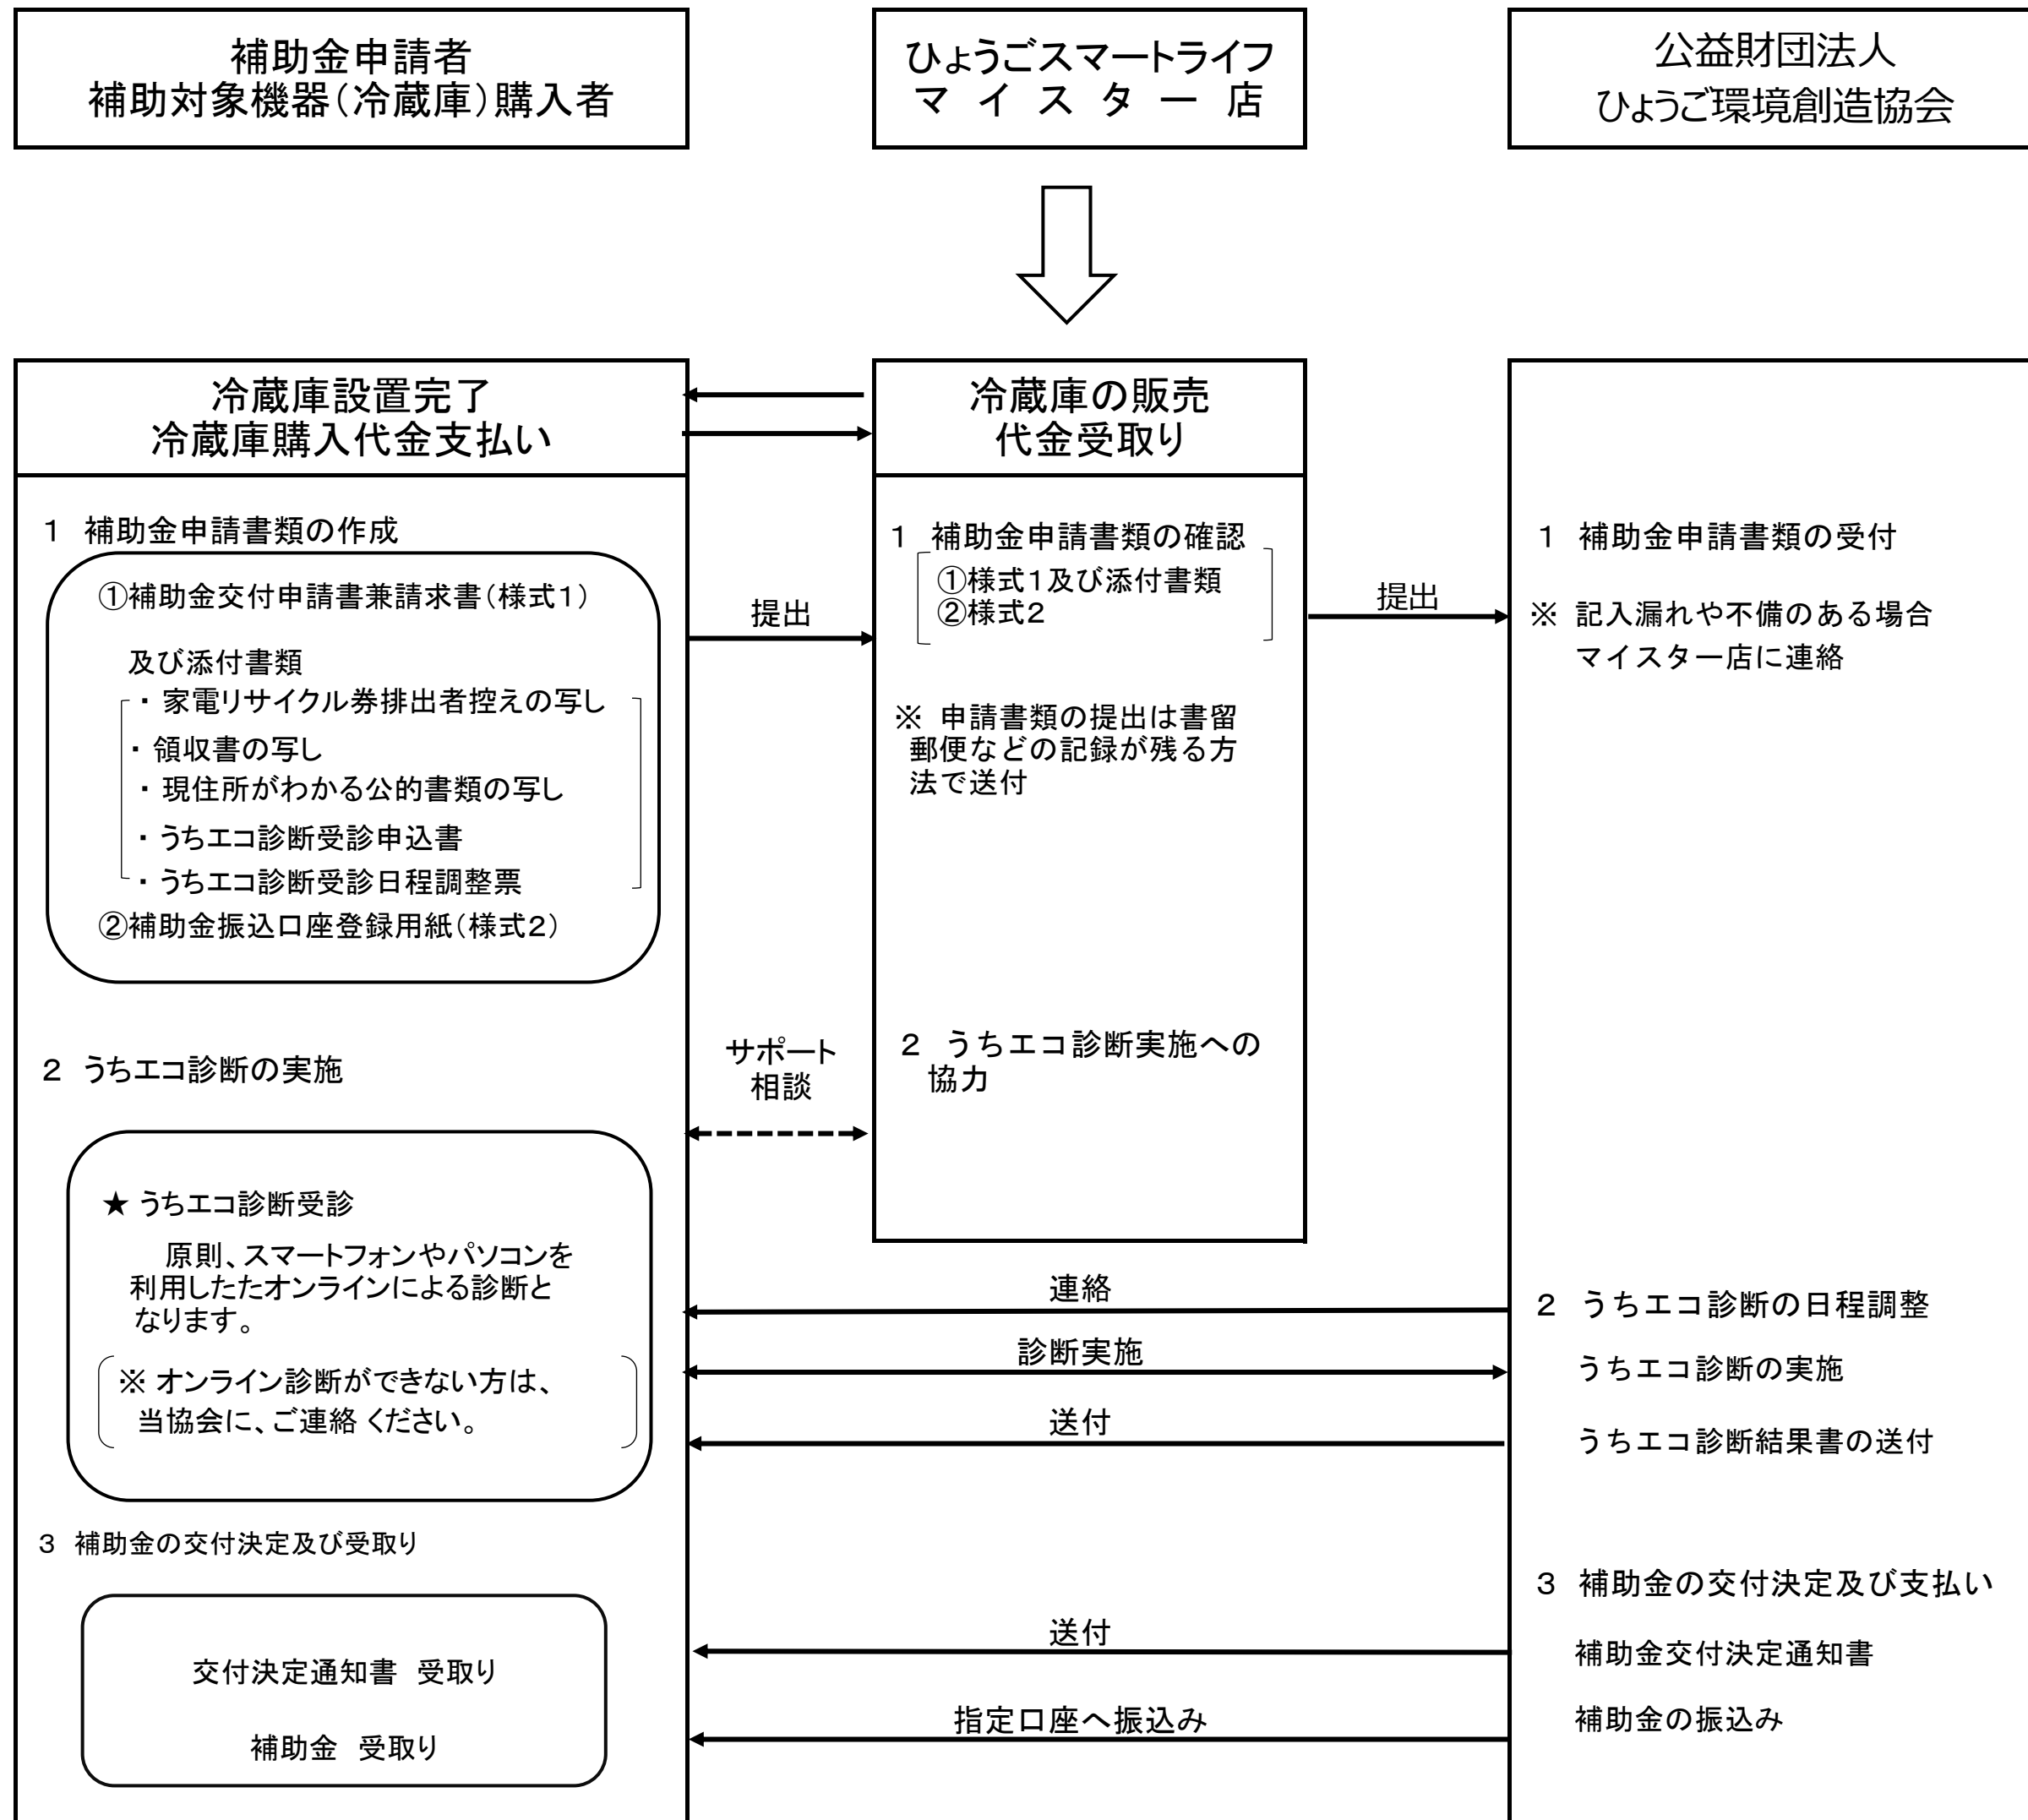 補助金申請者
補助対象機器（冷蔵庫）購入者
ひょうごスマートライフ
マイスター店
公益財団法人
ひょうご環境創造協会
冷蔵庫設置完了
冷蔵庫購入代金支払い
1 補助金申請書類の作成
①補助金交付申請書兼請求書（様式1）
及び添付書類
・家電リサイクル券排出者控えの写し
・領収書の写し
・現住所がわかる公的書類の写し
・うちエコ診断受診申込書
・うちエコ診断受診日程調整票
②補助金振込口座登録用紙（様式2）
2 うちエコ診断の実施
★ うちエコ診断受診
原則、スマートフォンやパソコンを
利用したたオンラインによる診断と
なります。
※ オンライン診断ができない方は、
当協会に、ご連絡ください。
3 補助金の交付決定及び受取り
交付決定通知書 受取り
補助金 受取り
提出
サポート
相談
冷蔵庫の販売
代金受取り
1 補助金申請書類の確認
①様式1及び添付書類
②様式2
※ 申請書類の提出は書留
郵便などの記録が残る方
法で送付
2 うちエコ診断実施への
協力
提出
連絡
診断実施
送付
送付
指定口座へ振込み
1 補助金申請書類の受付
※ 記入漏れや不備のある場合
マイスター店に連絡
2 うちエコ診断の日程調整
うちエコ診断の実施
うちエコ診断結果書の送付
3 補助金の交付決定及び支払い
補助金交付決定通知書
補助金の振込み